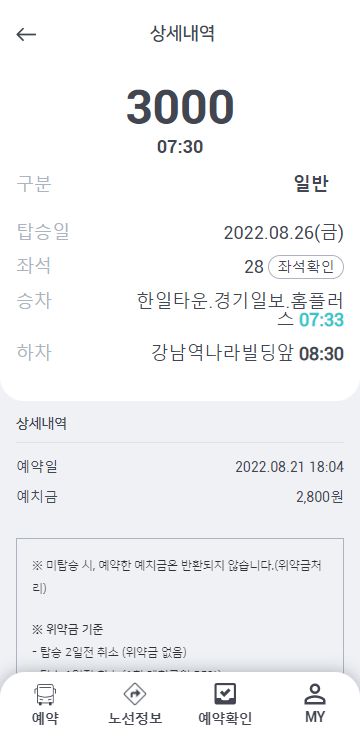 상세내역
3000
07:30
구분 일반
탑승일 2022.08.26(금)
좌석 28 좌석확인
승차 한일타운.경기일보.홈플러
스 07:33
하차 강남역나라빌딩앞 08:30
상세내역
예약일 2022.08.21 18:04
예치금 2,800원
※ 미탑승 시, 예약한 예치금은 반환되지 않습니다.(위약금처
리)
※ 위약금 기준
- 탑승 2일전 취소 (위약금 없음)
예약 노선정보 예약확인 MY